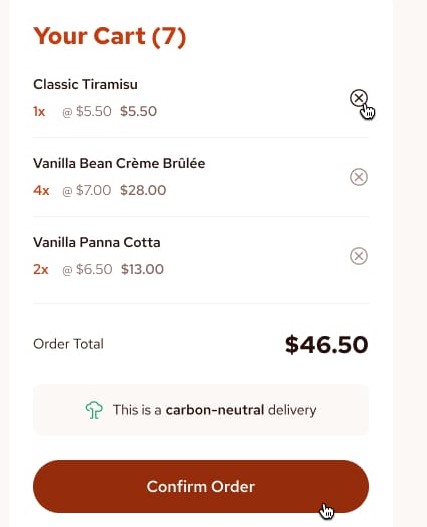 Your Cart (7)
Classic Tiramisu
1x @ $5.50 $5.50
Vanilla Bean Crème Brûlée
4x @ $7.00 $28.00
Vanilla Panna Cotta
2x @ $6.50 $13.00
Order Total $46.50
This is a carbon-neutral delivery
Confirm Order